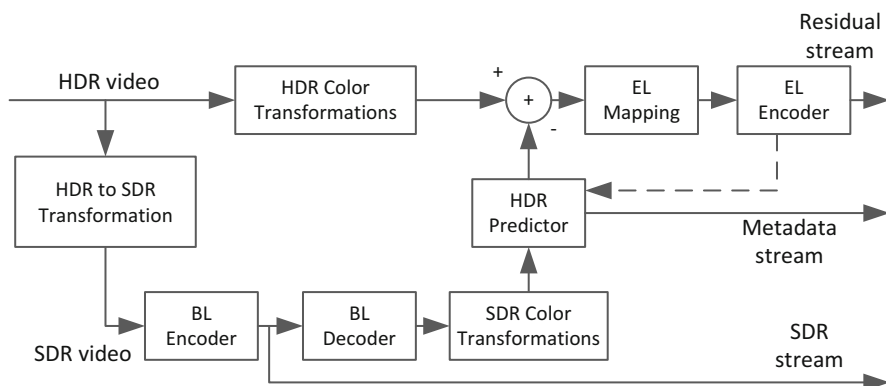 Residual
stream
HDR video
HDR Color
Transformations
+
+
-
EL
Mapping
EL
Encoder
HDR to SDR
Transformation
HDR
Predictor
Metadata
stream
BL
Encoder
BL
Decoder
SDR Color
Transformations
SDR video
SDR
stream